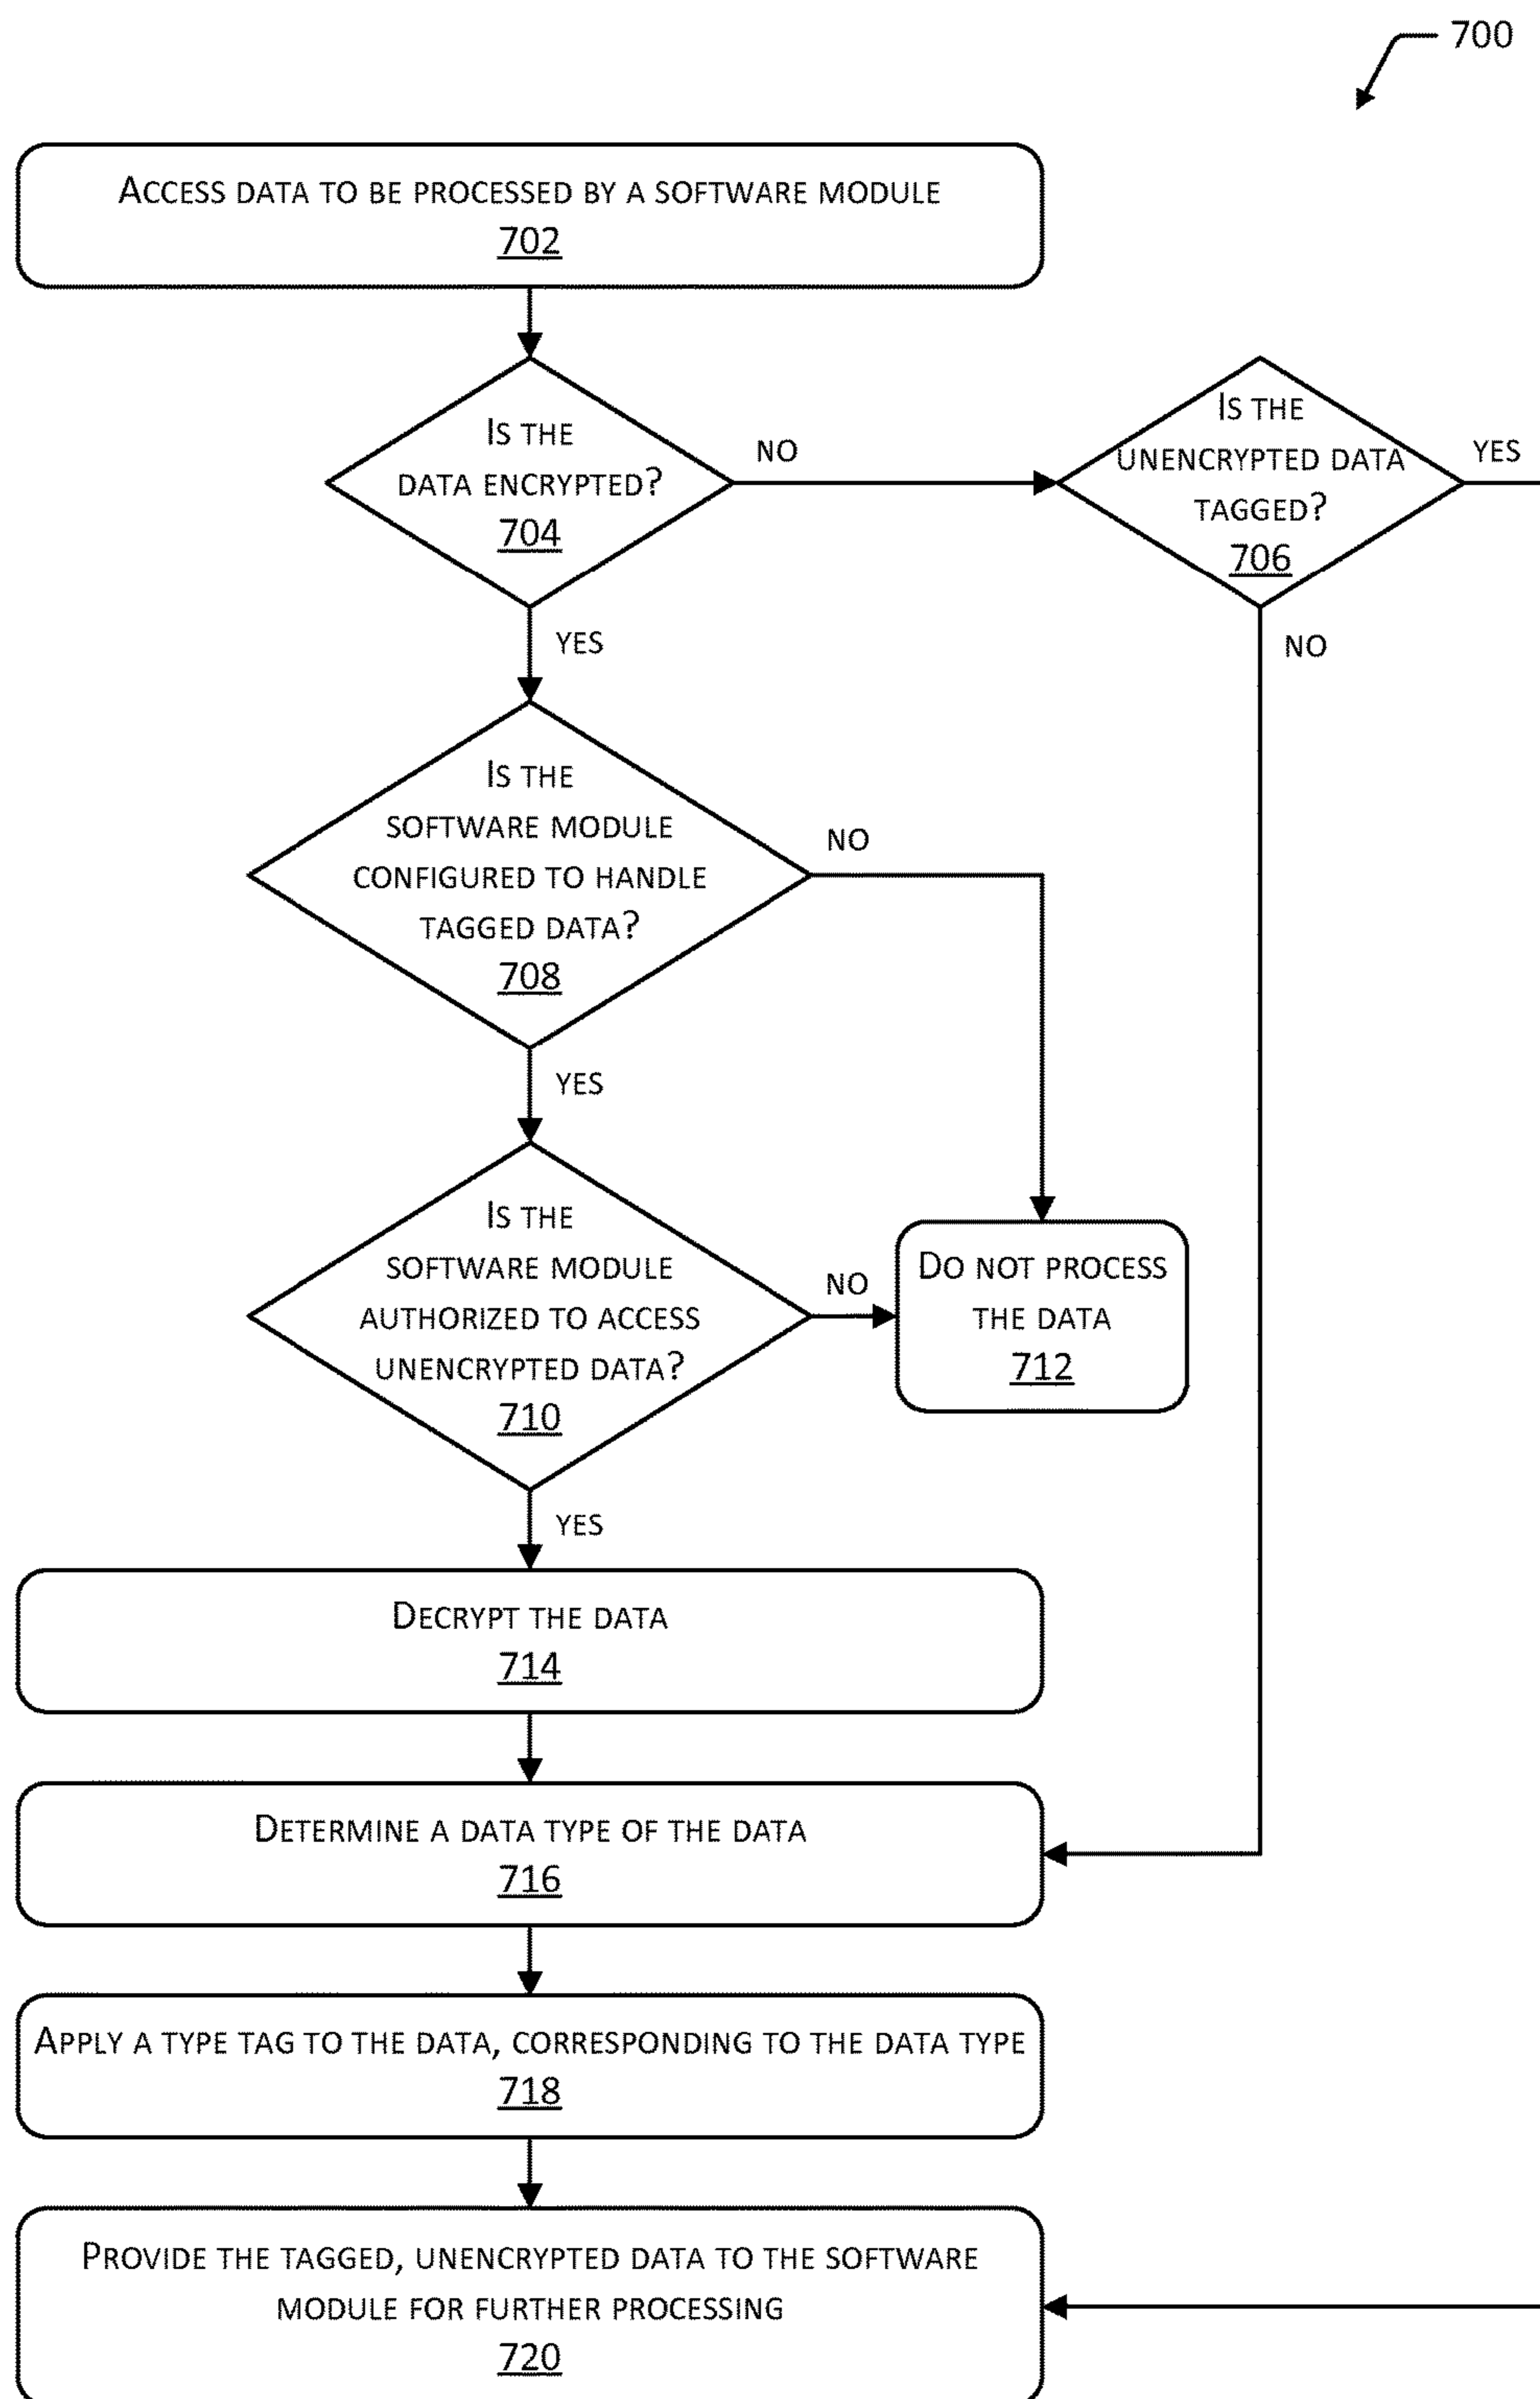 700
ACCESS DATA TO BE PROCESSED BY A SOFTWARE MODULE
702
IS THE
DATA ENCRYPTED?
704
NO
IS THE
UNENCRYPTED DATA
TAGGED?
706
YES
NO
YES
IS THE
SOFTWARE MODULE
CONFIGURED TO HANDLE
TAGGED DATA?
708
NO
YES
IS THE
SOFTWARE MODULE
AUTHORIZED TO ACCESS
UNENCRYPTED DATA?
710
NO
DO NOT PROCESS
THE DATA
712
YES
DECRYPT THE DATA
714
DETERMINE A DATA TYPE OF THE DATA
716
APPLY A TYPE TAG TO THE DATA, CORRESPONDING TO THE DATA TYPE
718
PROVIDE THE TAGGED, UNENCRYPTED DATA TO THE SOFTWARE
MODULE FOR FURTHER PROCESSING
720